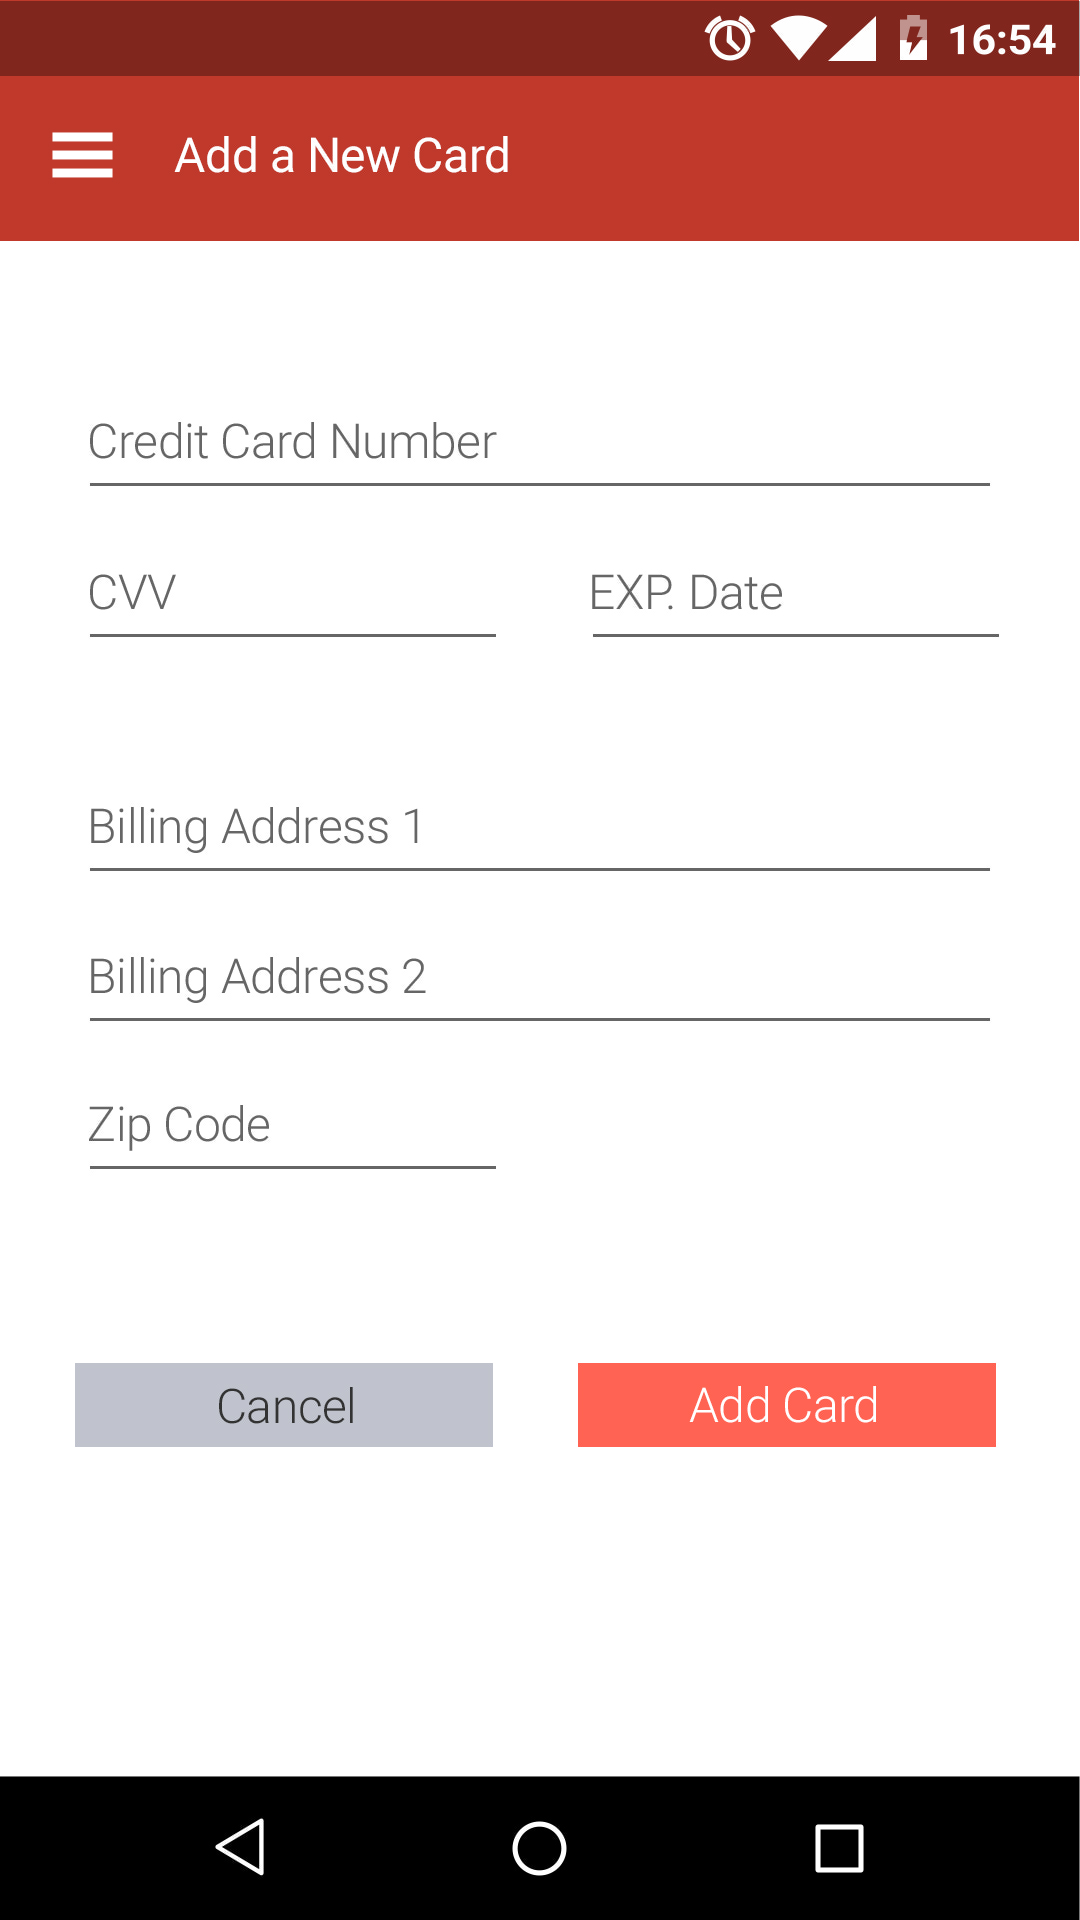 16:54
Add a New Card
Credit Card Number
CVV EXP. Date
Billing Address 1
Billing Address 2
Zip Code
Cancel Add Card